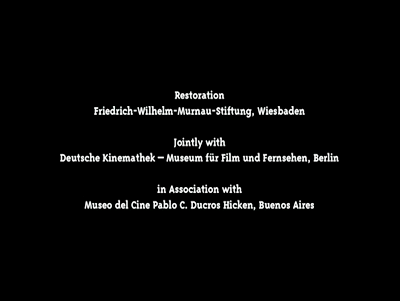 Restoration
Friedrich-Wilhelm-Murnau-Stiftung, Wiesbaden
Jointly with
Deutsche Kinemathek – Museum für Film und Fernsehen, Berlin
in Association with
Museo del Cine Pablo C. Ducros Hicken, Buenos Aires